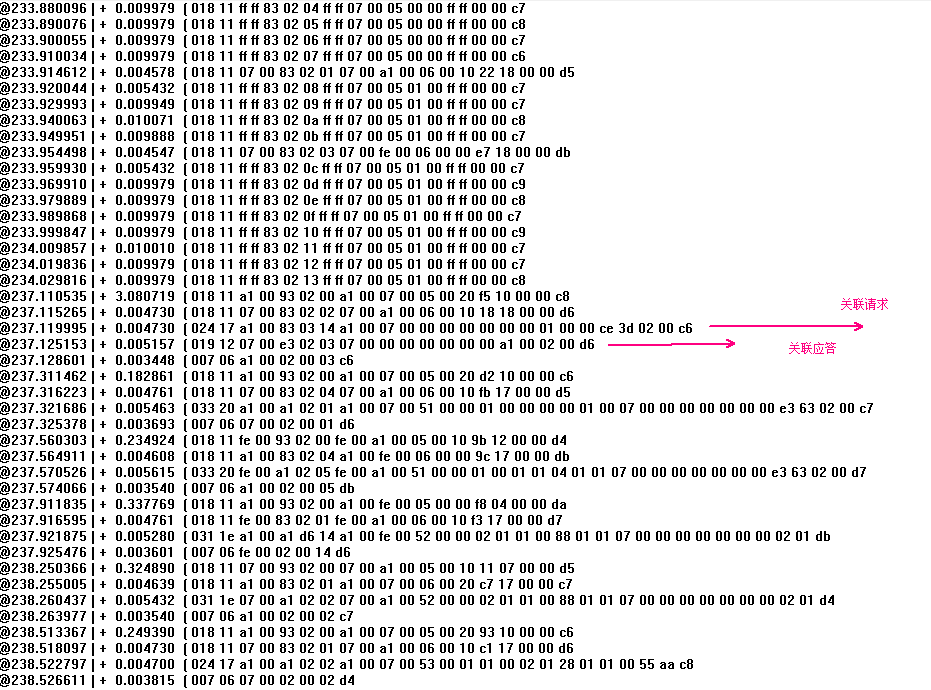 @233.880096 | + 0.009979 ( 018 11 ff ff 83 02 04 ff ff 07 00 05 00 00 ff ff 00 00 c7
@233.890076 | + 0.009979 ( 018 11 ff ff 83 02 05 ff ff 07 00 05 00 00 ff ff 00 00 c8
@233.900055 | + 0.009979 ( 018 11 ff ff 83 02 06 ff ff 07 00 05 00 00 ff ff 00 00 c7
@233.910034 | + 0.009979 ( 018 11 ff ff 83 02 07 ff ff 07 00 05 00 00 ff ff 00 00 c6
@233.914612 | + 0.004578 ( 018 11 07 00 83 02 01 07 00 a1 00 06 00 10 22 18 00 00 d5
@233.920044 | + 0.005432 ( 018 11 ff ff 83 02 08 ff ff 07 00 05 01 00 ff ff 00 00 c7
@233.929993 | + 0.009949 ( 018 11 ff ff 83 02 09 ff ff 07 00 05 01 00 ff ff 00 00 c7
@233.940063 | + 0.010071 ( 018 11 ff ff 83 02 0a ff ff 07 00 05 01 00 ff ff 00 00 c8
@233.949951 | + 0.009888 ( 018 11 ff ff 83 02 0b ff ff 07 00 05 01 00 ff ff 00 00 c7
@233.954498 | + 0.004547 ( 018 11 07 00 83 02 03 07 00 fe 00 06 00 00 e7 18 00 00 db
@233.959930 | + 0.005432 ( 018 11 ff ff 83 02 0c ff ff 07 00 05 01 00 ff ff 00 00 c7
@233.969910 | + 0.009979 ( 018 11 ff ff 83 02 0d ff ff 07 00 05 01 00 ff ff 00 00 c9
@233.979889 | + 0.009979 ( 018 11 ff ff 83 02 0e ff ff 07 00 05 01 00 ff ff 00 00 c8
@233.989868 | + 0.009979 ( 018 11 ff ff 83 02 0f ff ff 07 00 05 01 00 ff ff 00 00 c7
@233.999847 | + 0.009979 ( 018 11 ff ff 83 02 10 ff ff 07 00 05 01 00 ff ff 00 00 c9
@234.009857 | + 0.010010 ( 018 11 ff ff 83 02 11 ff ff 07 00 05 01 00 ff ff 00 00 c7
@234.019836 | + 0.009979 ( 018 11 ff ff 83 02 12 ff ff 07 00 05 01 00 ff ff 00 00 c7
@234.029816 | + 0.009979 ( 018 11 ff ff 83 02 13 ff ff 07 00 05 01 00 ff ff 00 00 c8
@237.110535 | + 3.080719 ( 018 11 a1 00 93 02 00 a1 00 07 00 05 00 20 f5 10 00 00 c8
关联请求
@237.115265 | + 0.004730 ( 018 11 07 00 83 02 02 07 00 a1 00 06 00 10 18 18 00 00 d6
@237.119995 | + 0.004730 ( 024 17 a1 00 83 03 14 a1 00 07 00 00 00 00 00 00 00 01 00 00 ce 3d 02 00 c6
@237.125153 | + 0.005157 ( 019 12 07 00 e3 02 03 07 00 00 00 00 00 00 00 00 a1 00 02 00 d6
关联应答
@237.128601 | + 0.003448 ( 007 06 a1 00 02 00 03 c6
@237.311462 | + 0.182861 ( 018 11 a1 00 93 02 00 a1 00 07 00 05 00 20 d2 10 00 00 c6
@237.316223 | + 0.004761 ( 018 11 07 00 83 02 04 07 00 a1 00 06 00 10 fb 17 00 00 d5
@237.321686 | + 0.005463 ( 033 20 a1 00 a1 02 01 a1 00 07 00 51 00 00 01 00 00 00 00 01 00 07 00 00 00 00 00 00 00 e3 63 02 00 c7
@237.325378 | + 0.003693 ( 007 06 07 00 02 00 01 d6
@237.560303 | + 0.234924 ( 018 11 fe 00 93 02 00 fe 00 a1 00 05 00 10 9b 12 00 00 d4
@237.564911 | + 0.004608 ( 018 11 a1 00 83 02 04 a1 00 fe 00 06 00 00 9c 17 00 00 db
@237.570526 | + 0.005615 ( 033 20 fe 00 a1 02 05 fe 00 a1 00 51 00 00 01 00 01 01 04 01 01 07 00 00 00 00 00 00 00 e3 63 02 00 d7
@237.574066 | + 0.003540 ( 007 06 a1 00 02 00 05 db
@237.911835 | + 0.337769 ( 018 11 a1 00 93 02 00 a1 00 fe 00 05 00 00 f8 04 00 00 da
@237.916595 | + 0.004761 ( 018 11 fe 00 83 02 01 fe 00 a1 00 06 00 10 f3 17 00 00 d7
@237.921875 | + 0.005280 ( 031 1e a1 00 a1 d6 14 a1 00 fe 00 52 00 00 02 01 01 00 88 01 01 07 00 00 00 00 00 00 00 02 01 db
@237.925476 | + 0.003601 ( 007 06 fe 00 02 00 14 d6
@238.250366 | + 0.324890 ( 018 11 07 00 93 02 00 07 00 a1 00 05 00 10 11 07 00 00 d5
@238.255005 | + 0.004639 ( 018 11 a1 00 83 02 01 a1 00 07 00 06 00 20 c7 17 00 00 c7
@238.260437 | + 0.005432 ( 031 1e 07 00 a1 02 02 07 00 a1 00 52 00 00 02 01 01 00 88 01 01 07 00 00 00 00 00 00 00 02 01 d4
@238.263977 | + 0.003540 ( 007 06 a1 00 02 00 02 c7
@238.513367 | + 0.249390 ( 018 11 a1 00 93 02 00 a1 00 07 00 05 00 20 93 10 00 00 c6
@238.518097 | + 0.004730 ( 018 11 07 00 83 02 01 07 00 a1 00 06 00 10 c1 17 00 00 d6
@238.522797 | + 0.004700 ( 024 17 a1 00 a1 02 02 a1 00 07 00 53 00 01 01 00 02 01 28 01 01 00 55 aa c8
@238.526611 | + 0.003815 ( 007 06 07 00 02 00 02 d4